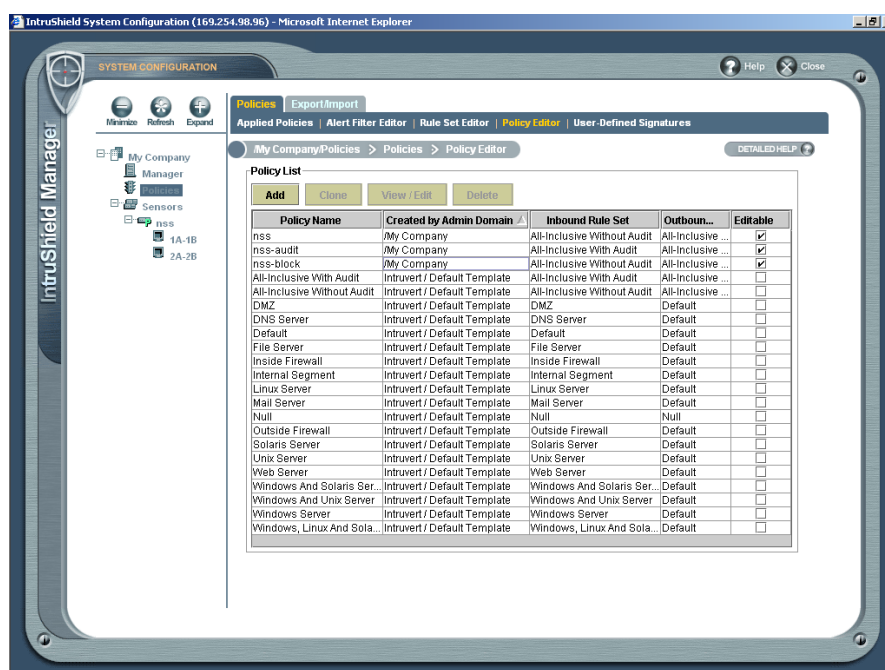 IntruShield System Configuration (169.254.98.96) - Microsoft Internet Explorer
SYSTEM CONFIGURATION
Help Close
Minimize Refresh Expand
IntruShield Manager
My Company
Manager
Policies
Sensors
nss
1A-1B
2A-2B
Policies Export/Import
Applied Policies | Alert Filter Editor | Rule Set Editor | Policy Editor | User-Defined Signatures
/My Company/Policies > Policies > Policy Editor
DETAILED HELP
Policy List
Add Clone View / Edit Delete
Policy Name Created by Admin Domain Inbound Rule Set Outboun... Editable
nss /My Company All-Inclusive Without Audit All-Inclusive ...
nss-audit /My Company All-Inclusive With Audit All-Inclusive ...
nss-block /My Company All-Inclusive Without Audit All-Inclusive ...
All-Inclusive With Audit Intruvert / Default Template All-Inclusive With Audit All-Inclusive ...
All-Inclusive Without Audit Intruvert / Default Template All-Inclusive Without Audit All-Inclusive ...
DMZ Intruvert / Default Template DMZ Default
DNS Server Intruvert / Default Template DNS Server Default
Default Intruvert / Default Template Default Default
File Server Intruvert / Default Template File Server Default
Inside Firewall Intruvert / Default Template Inside Firewall Default
Internal Segment Intruvert / Default Template Internal Segment Default
Linux Server Intruvert / Default Template Linux Server Default
Mail Server Intruvert / Default Template Mail Server Default
Null Intruvert / Default Template Null Null
Outside Firewall Intruvert / Default Template Outside Firewall Default
Solaris Server Intruvert / Default Template Solaris Server Default
Unix Server Intruvert / Default Template Unix Server Default
Web Server Intruvert / Default Template Web Server Default
Windows And Solaris Ser... Intruvert / Default Template Windows And Solaris Ser... Default
Windows And Unix Server Intruvert / Default Template Windows And Unix Server Default
Windows Server Intruvert / Default Template Windows Server Default
Windows, Linux And Sola... Intruvert / Default Template Windows, Linux And Sola... Default